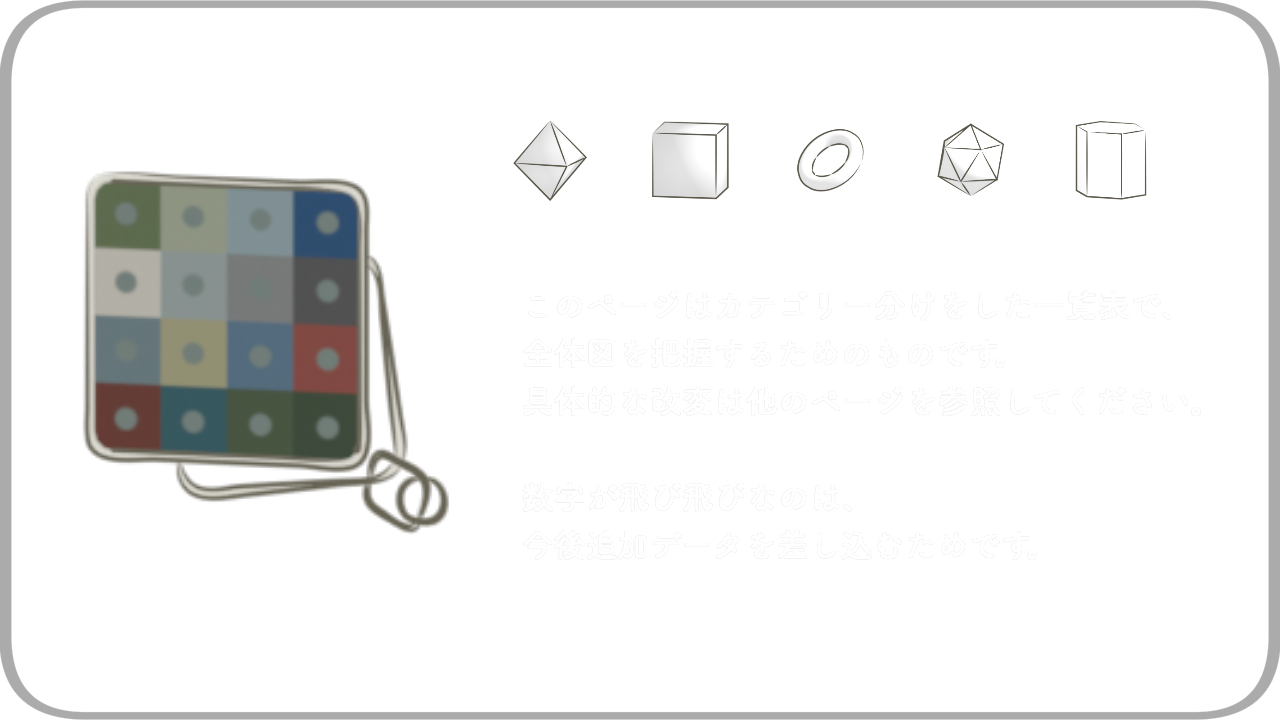 このページはカテゴリー分けをした一覧表で、
全体図を把握するためのものです。
具体的な改変は他のページを参照してください。
数字が飛び飛びなのは、
今後追加データを差し込むためです。